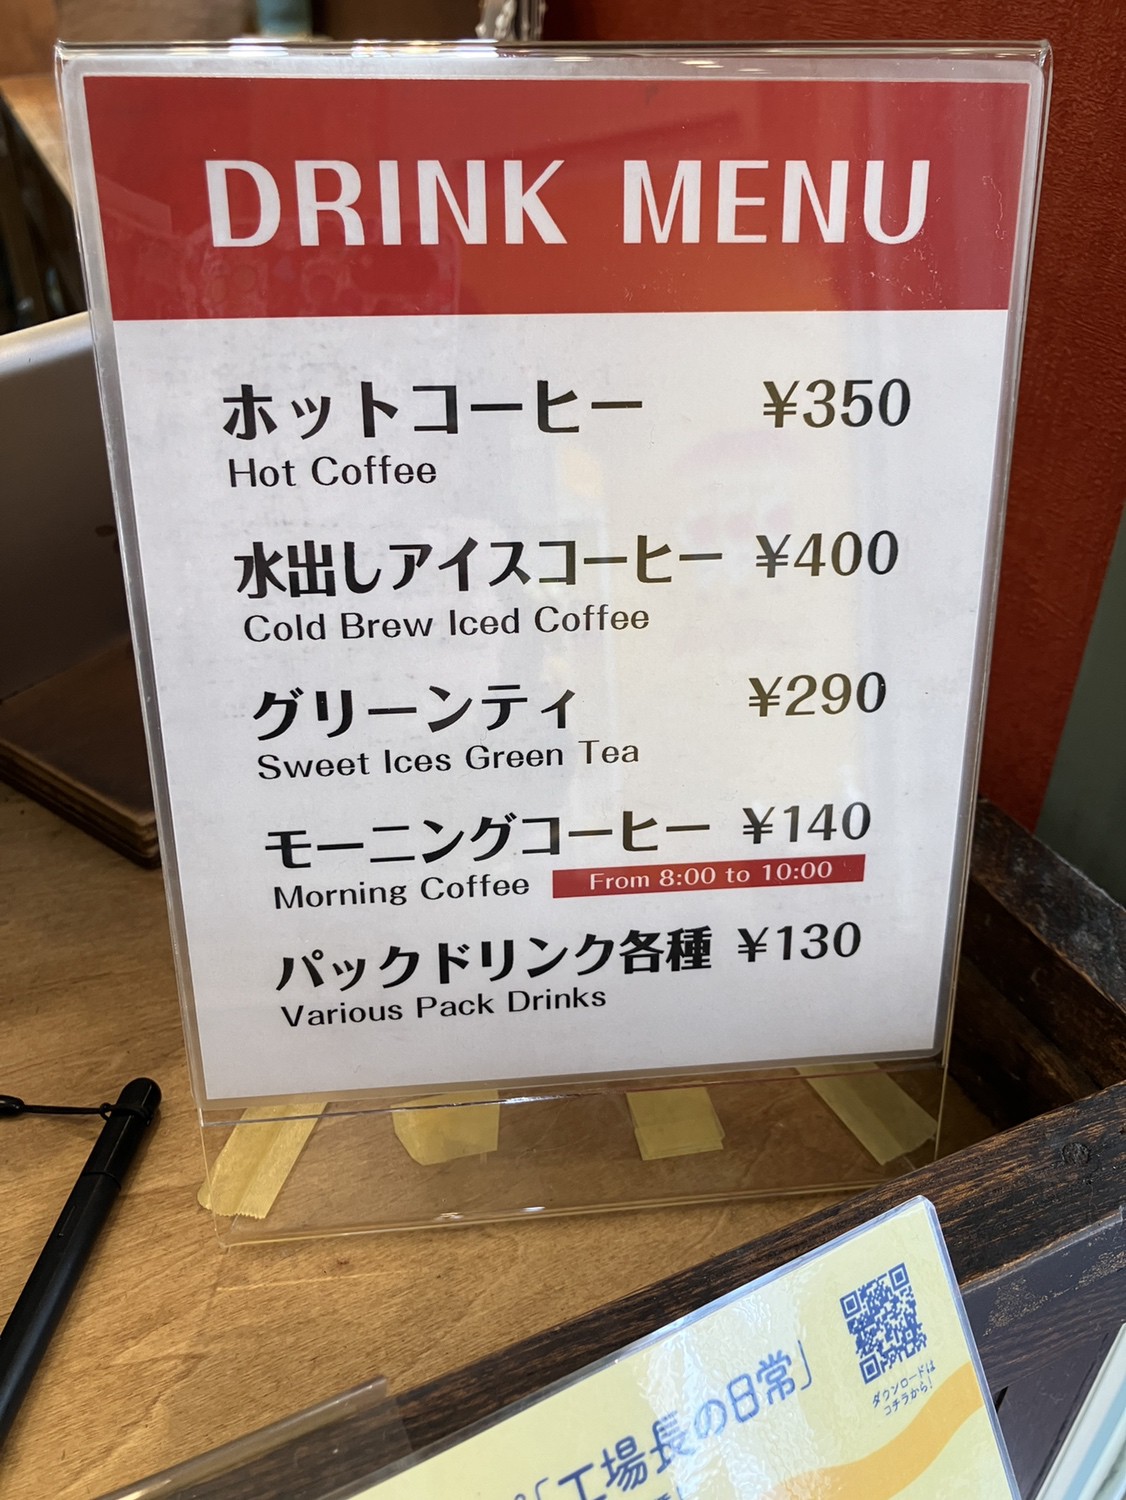 DRINK MENU
ホットコーヒー ¥350
Hot Coffee
水出しアイスコーヒー ¥400
Cold Brew Iced Coffee
グリーンティ ¥290
Sweet Ices Green Tea
モーニングコーヒー ¥140
Morning Coffee From 8:00 to 10:00
パックドリンク各種 ¥130
Various Pack Drinks
「工場長の日常」
ダウンロードは
コチラから!